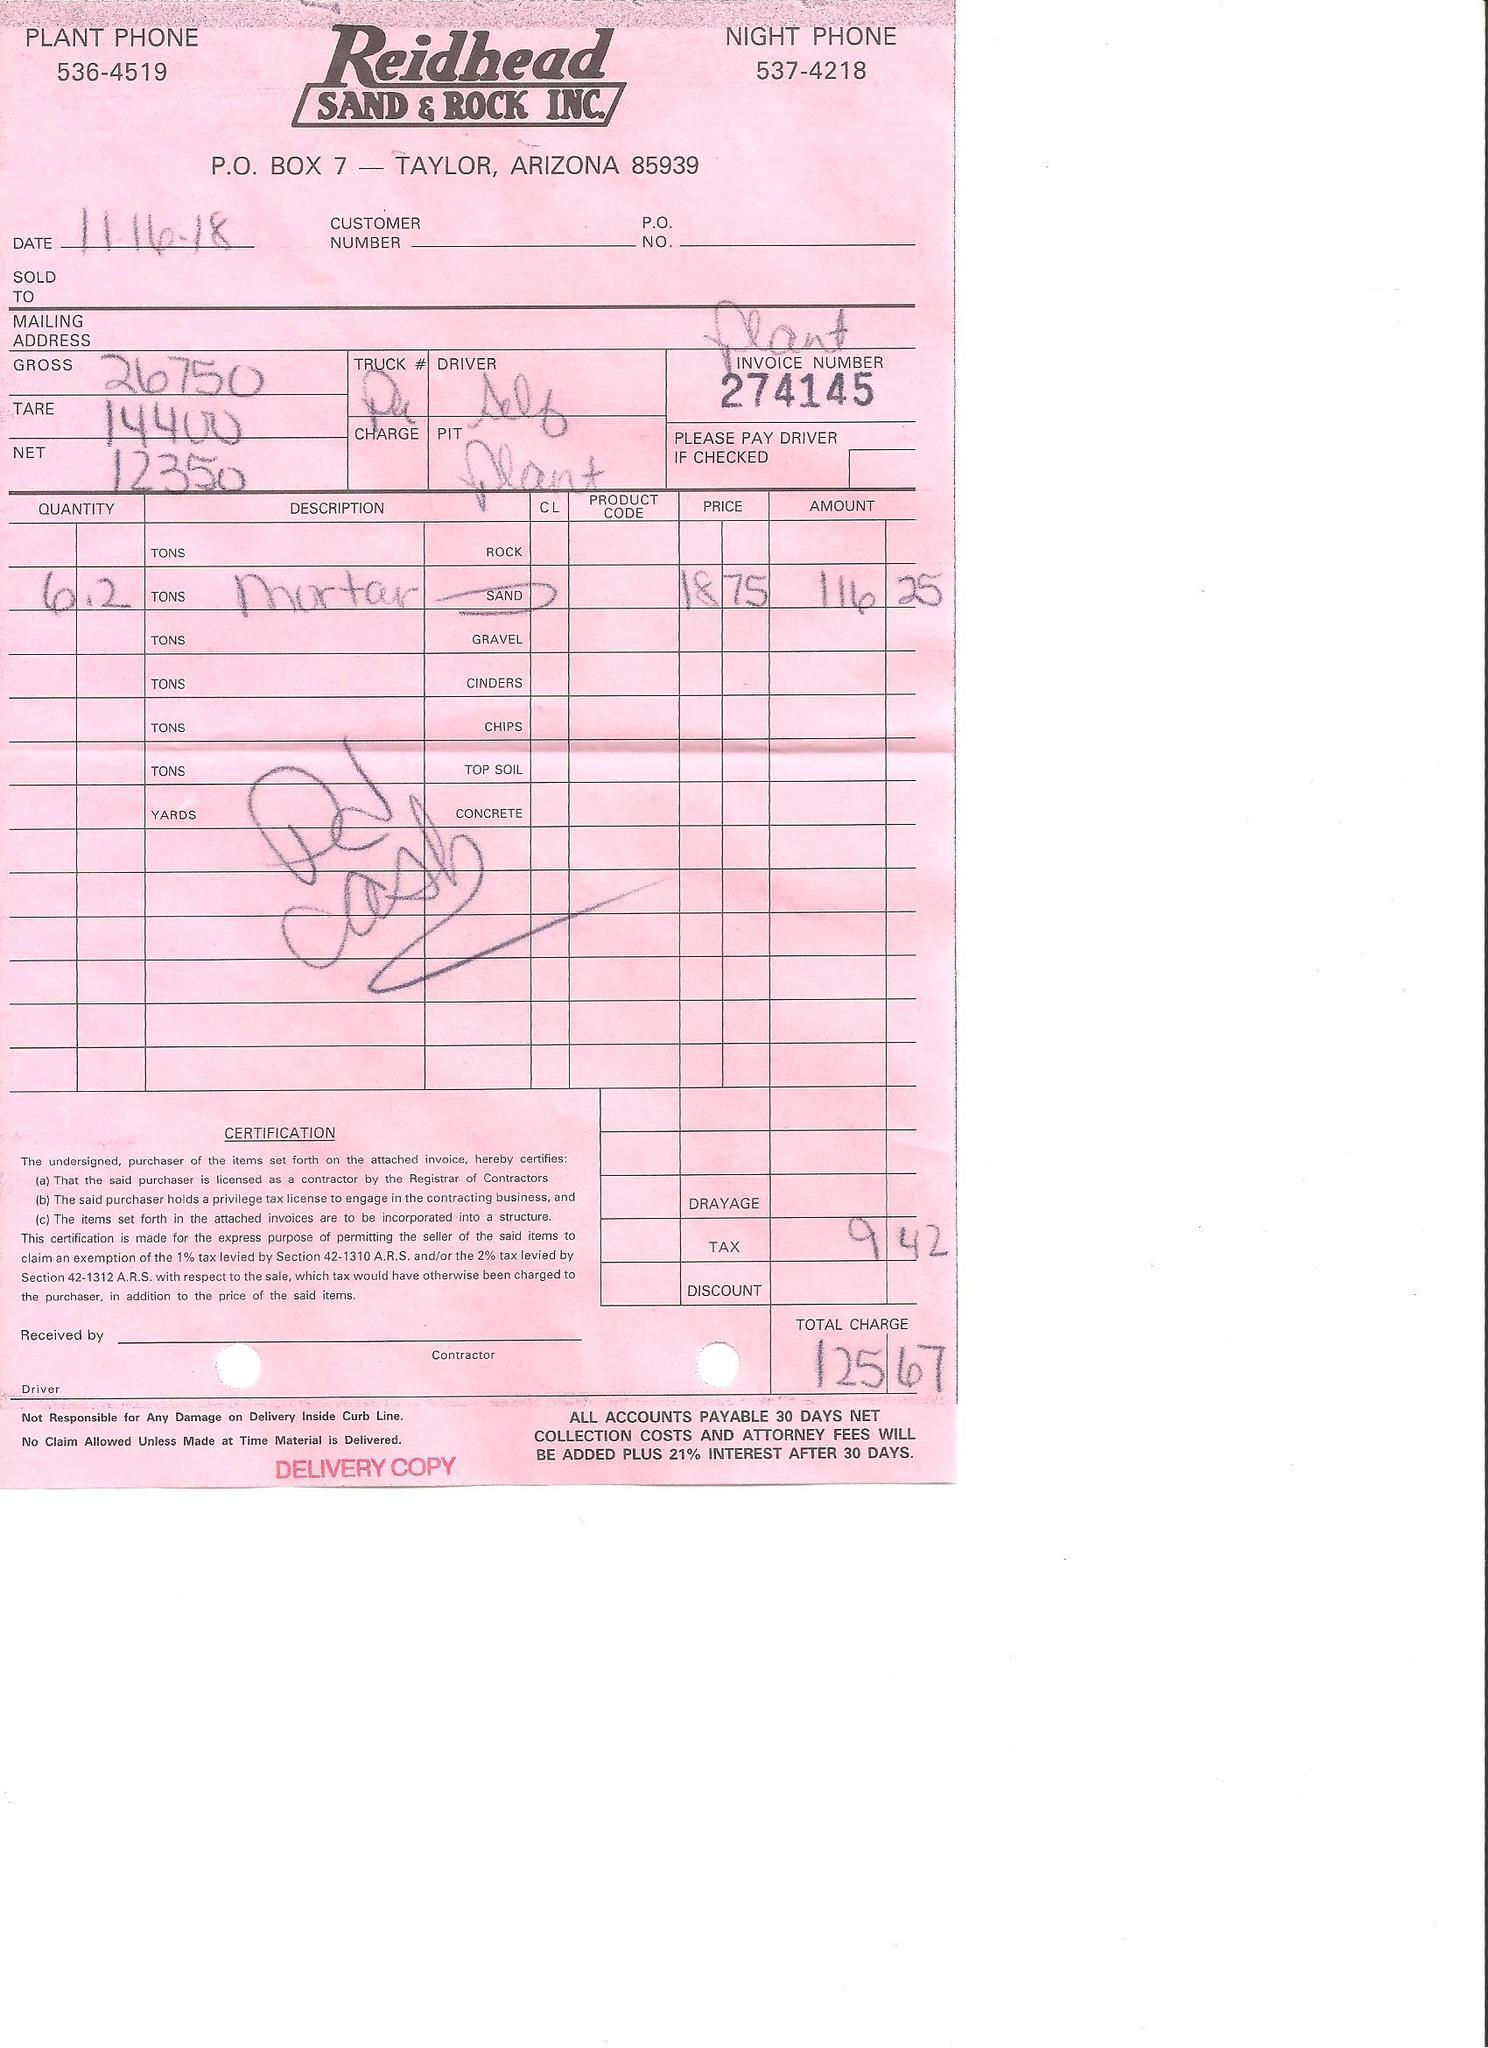 PLANT PHONE
536-4519
Reidhead
SAND & ROCK INC.
NIGHT PHONE
537-4218
P.O. BOX 7 — TAYLOR, ARIZONA 85939
DATE 11-16-18
CUSTOMER NUMBER
P.O. NO.
SOLD TO
MAILING ADDRESS
Plant
GROSS 26750
TARE 14400
NET 12350
TRUCK #
DRIVER Self
CHARGE
PIT Plant
INVOICE NUMBER
274145
PLEASE PAY DRIVER
IF CHECKED
QUANTITY DESCRIPTION CL PRODUCT CODE PRICE AMOUNT
TONS ROCK
6.2 TONS Mortar SAND 18 75 116 25
TONS GRAVEL
TONS CINDERS
TONS CHIPS
TONS TOP SOIL
YARDS CONCRETE
Pd
Cash
CERTIFICATION
The undersigned, purchaser of the items set forth on the attached invoice, hereby certifies:
(a) That the said purchaser is licensed as a contractor by the Registrar of Contractors
(b) The said purchaser holds a privilege tax license to engage in the contracting business, and
(c) The items set forth in the attached invoices are to be incorporated into a structure.
This certification is made for the express purpose of permitting the seller of the said items to
claim an exemption of the 1% tax levied by Section 42-1310 A.R.S. and/or the 2% tax levied by
Section 42-1312 A.R.S. with respect to the sale, which tax would have otherwise been charged to
the purchaser, in addition to the price of the said items.
DRAYAGE
TAX 9 42
DISCOUNT
TOTAL CHARGE
125 67
Received by
Contractor
Driver
Not Responsible for Any Damage on Delivery Inside Curb Line.
No Claim Allowed Unless Made at Time Material is Delivered.
DELIVERY COPY
ALL ACCOUNTS PAYABLE 30 DAYS NET
COLLECTION COSTS AND ATTORNEY FEES WILL
BE ADDED PLUS 21% INTEREST AFTER 30 DAYS.